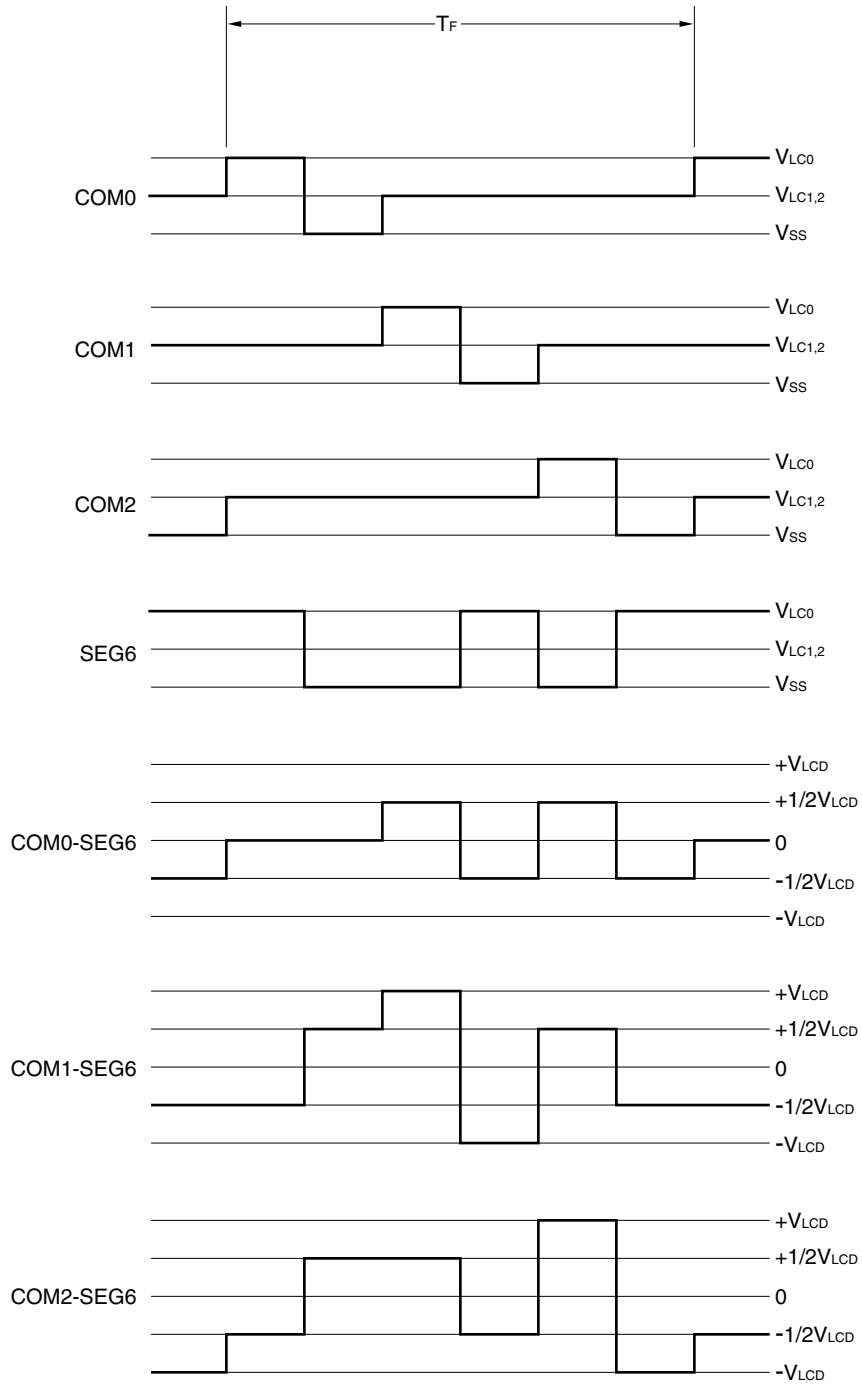 TF
VLC0
COM0
VLC1,2
VSS
VLC0
COM1
VLC1,2
VSS
VLC0
COM2
VLC1,2
VSS
VLC0
SEG6
VLC1,2
VSS
+VLCD
+1/2VLCD
COM0-SEG6
0
-1/2VLCD
-VLCD
+VLCD
+1/2VLCD
COM1-SEG6
0
-1/2VLCD
-VLCD
+VLCD
+1/2VLCD
COM2-SEG6
0
-1/2VLCD
-VLCD